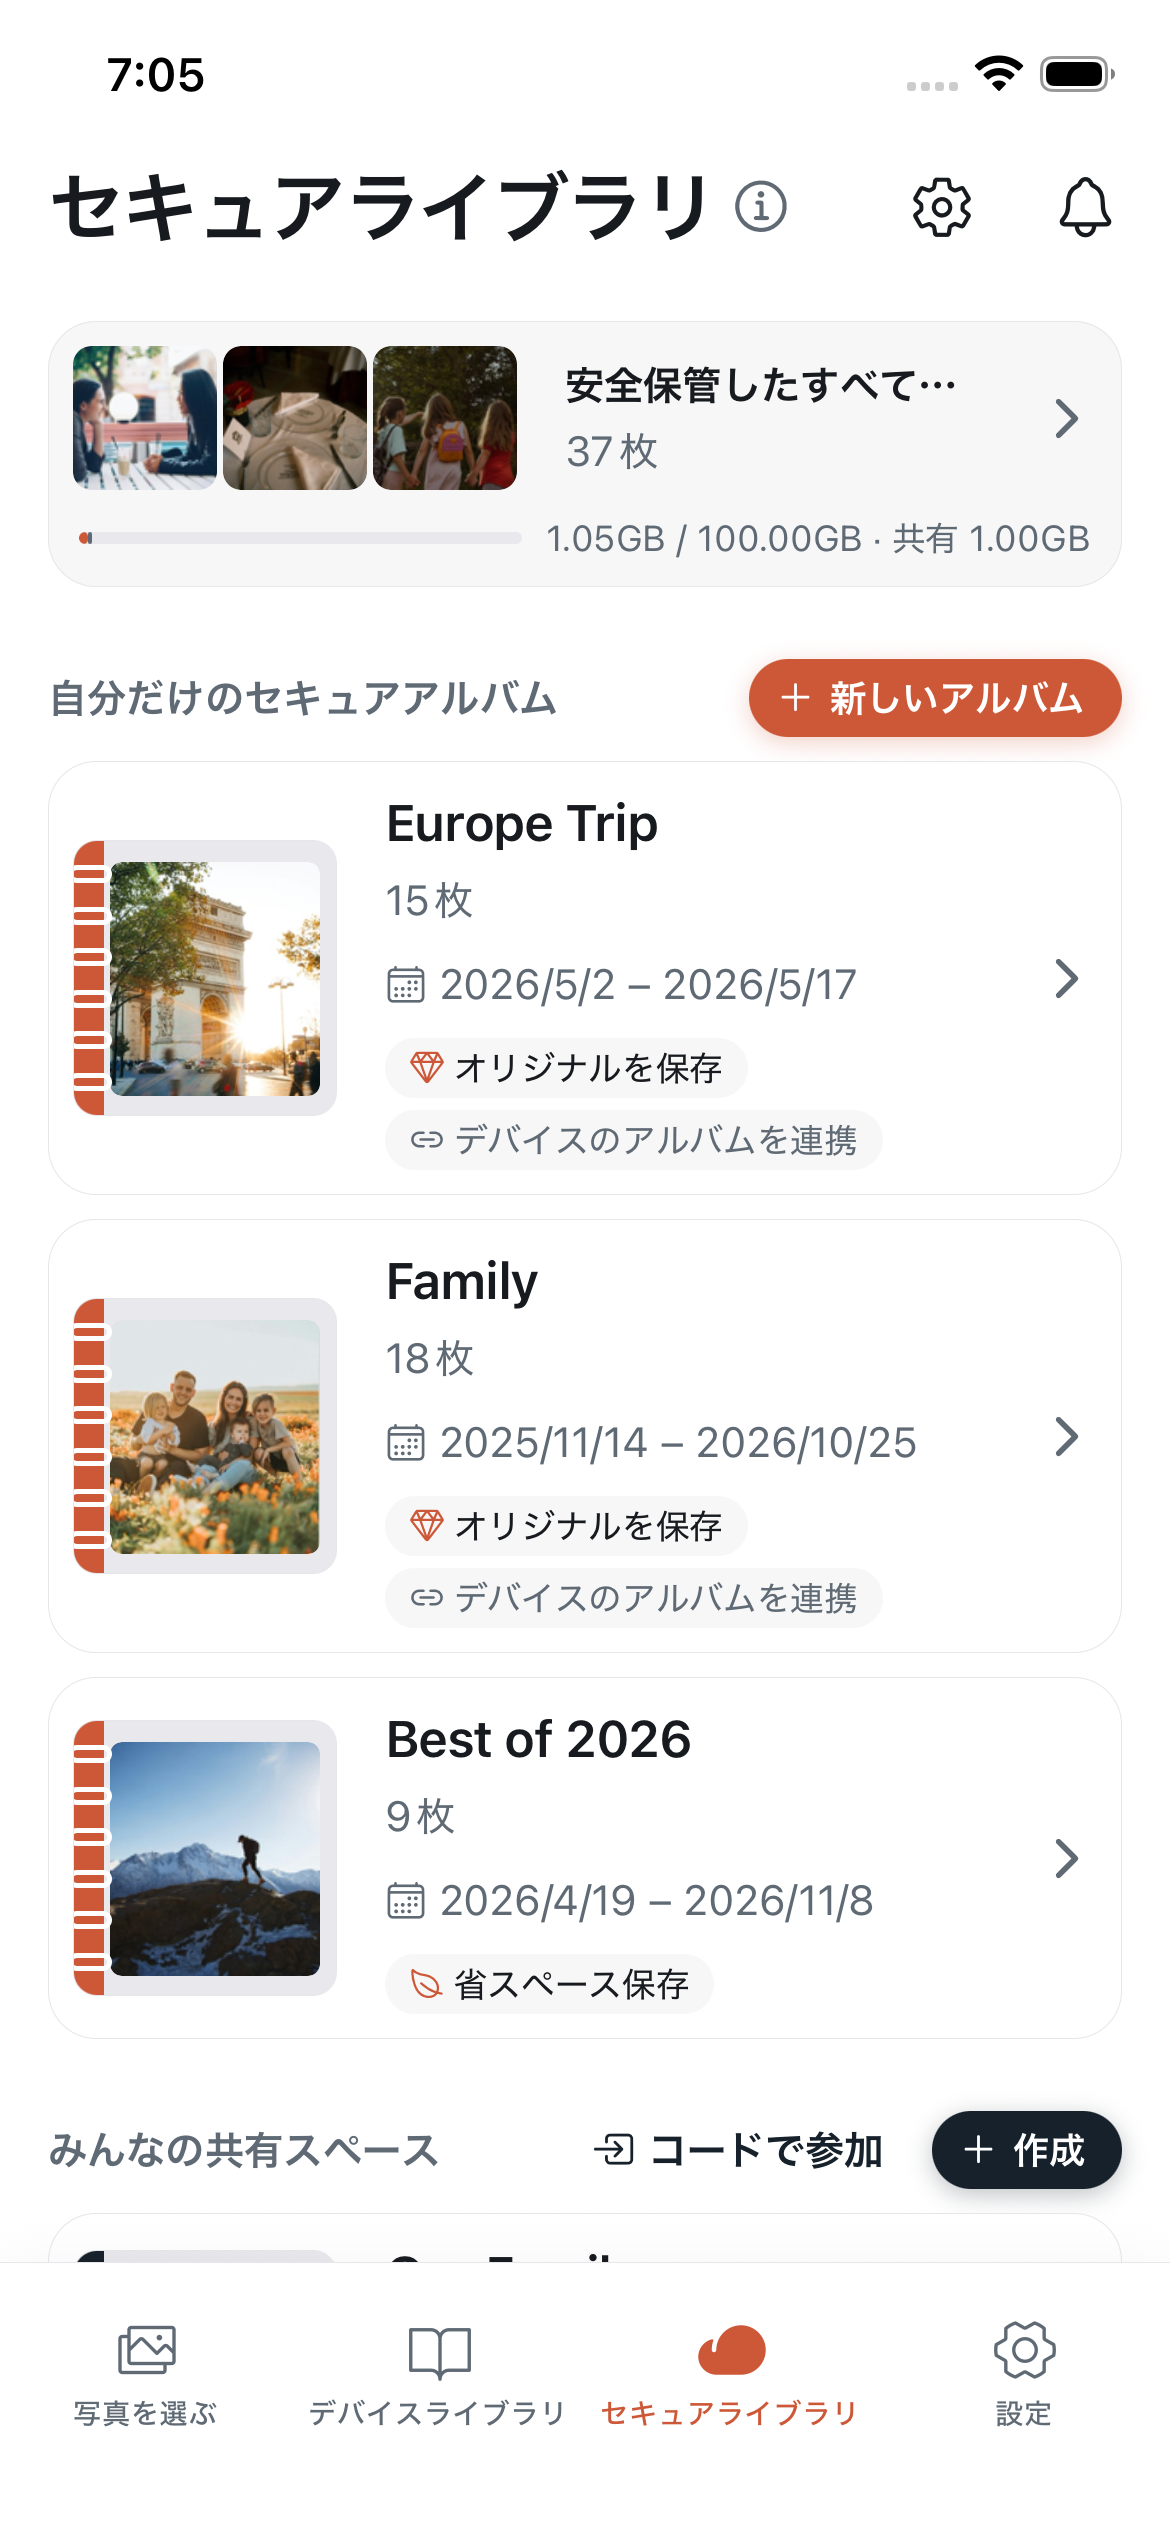 7:05
セキュアライブラリ
安全保管したすべて…
37枚
1.05GB / 100.00GB · 共有 1.00GB
自分だけのセキュアアルバム
新しいアルバム
Europe Trip
15枚
2026/5/2 – 2026/5/17
オリジナルを保存
デバイスのアルバムを連携
Family
18枚
2025/11/14 – 2026/10/25
オリジナルを保存
デバイスのアルバムを連携
Best of 2026
9枚
2026/4/19 – 2026/11/8
省スペース保存
みんなの共有スペース
コードで参加
作成
写真を選ぶ
デバイスライブラリ
セキュアライブラリ
設定